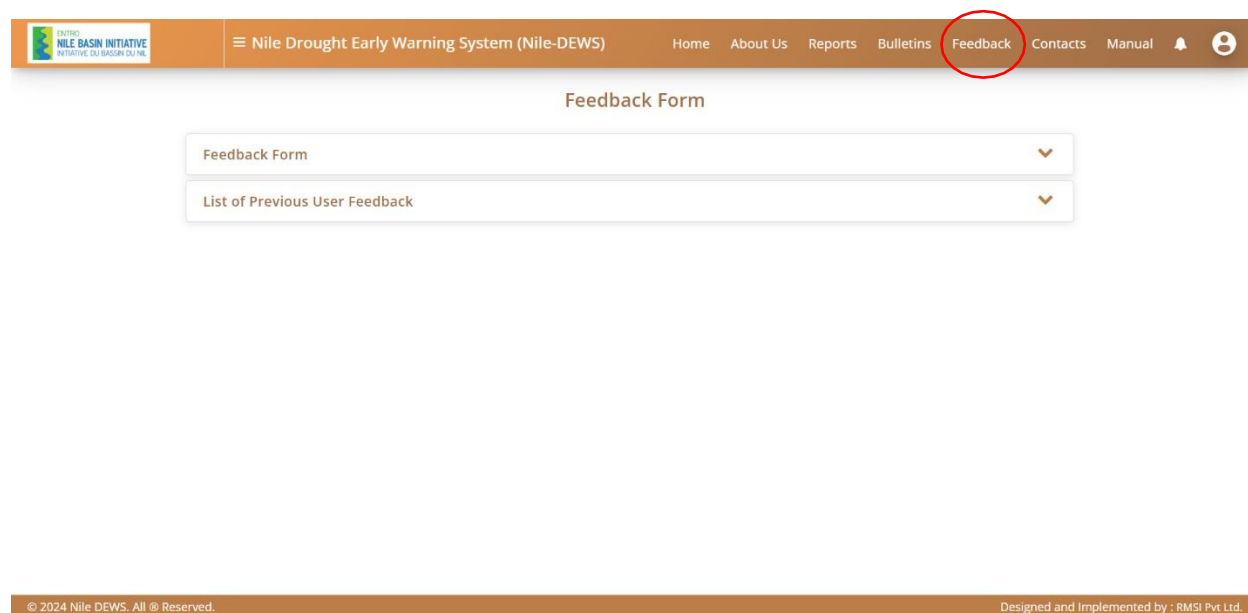 ENTRO
NILE BASIN INITIATIVE
INITIATIVE DU BASSIN DU NIL
Nile Drought Early Warning System (Nile-DEWS)
Home About Us Reports Bulletins Feedback Contacts Manual
Feedback Form
Feedback Form
List of Previous User Feedback
© 2024 Nile DEWS. All ® Reserved.
Designed and Implemented by : RMSI Pvt Ltd.